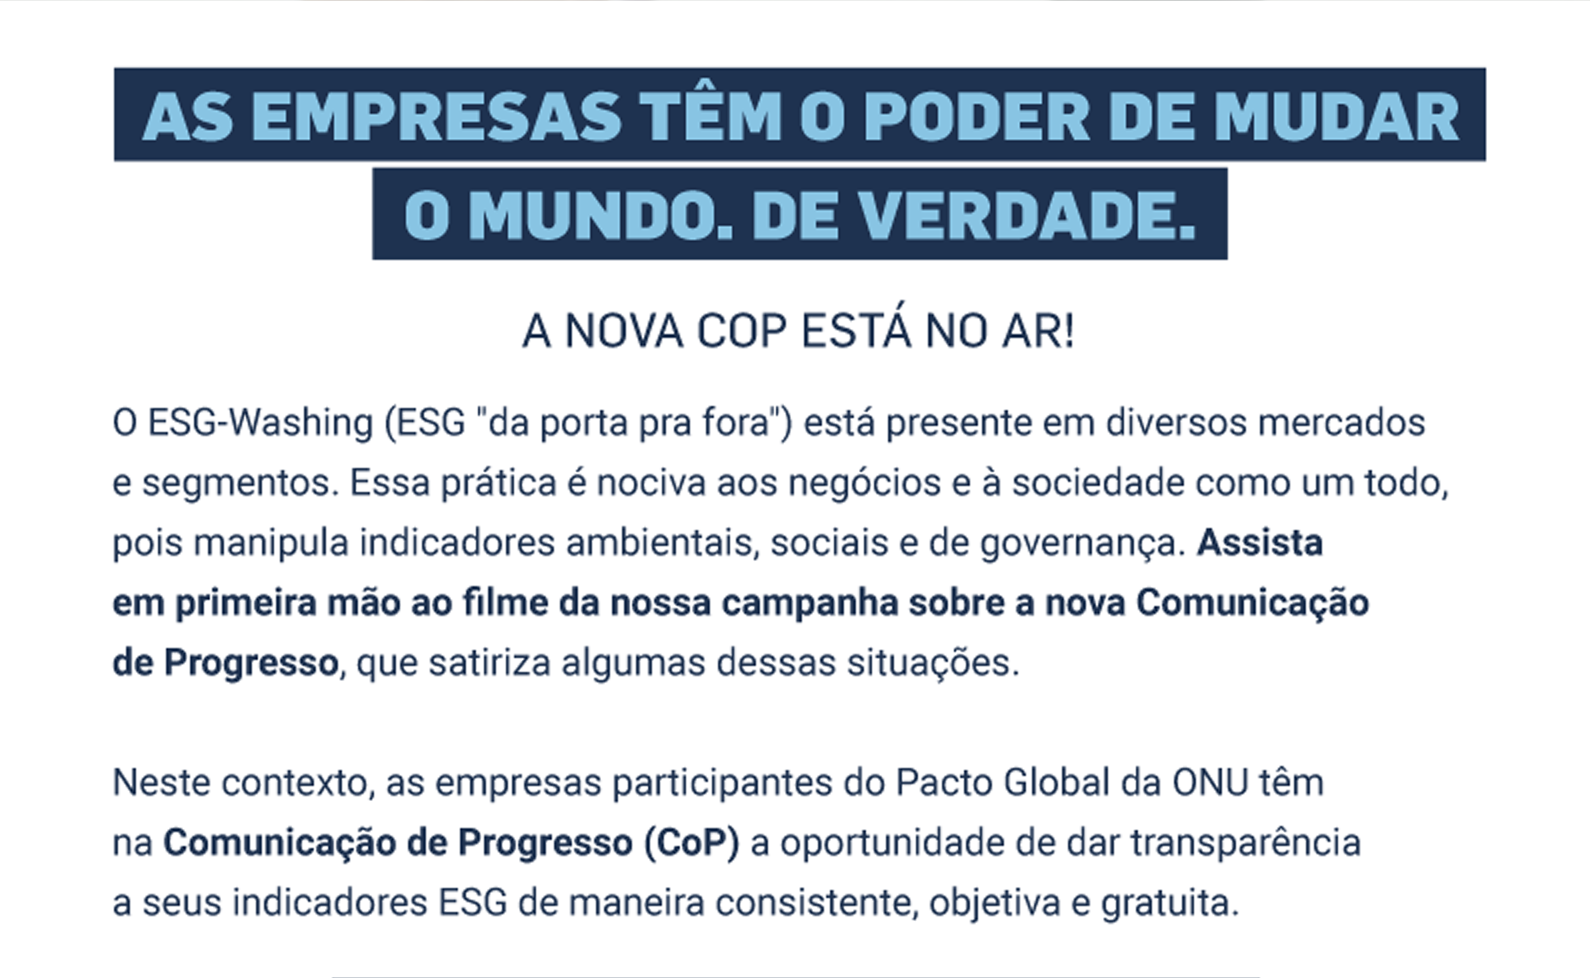 AS EMPRESAS TÊM O PODER DE MUDAR
O MUNDO. DE VERDADE.
A NOVA COP ESTÁ NO AR!
O ESG-Washing (ESG "da porta pra fora") está presente em diversos mercados
e segmentos. Essa prática é nociva aos negócios e à sociedade como um todo,
pois manipula indicadores ambientais, sociais e de governança. Assista
em primeira mão ao filme da nossa campanha sobre a nova Comunicação
de Progresso, que satiriza algumas dessas situações.
Neste contexto, as empresas participantes do Pacto Global da ONU têm
na Comunicação de Progresso (CoP) a oportunidade de dar transparência
a seus indicadores ESG de maneira consistente, objetiva e gratuita.